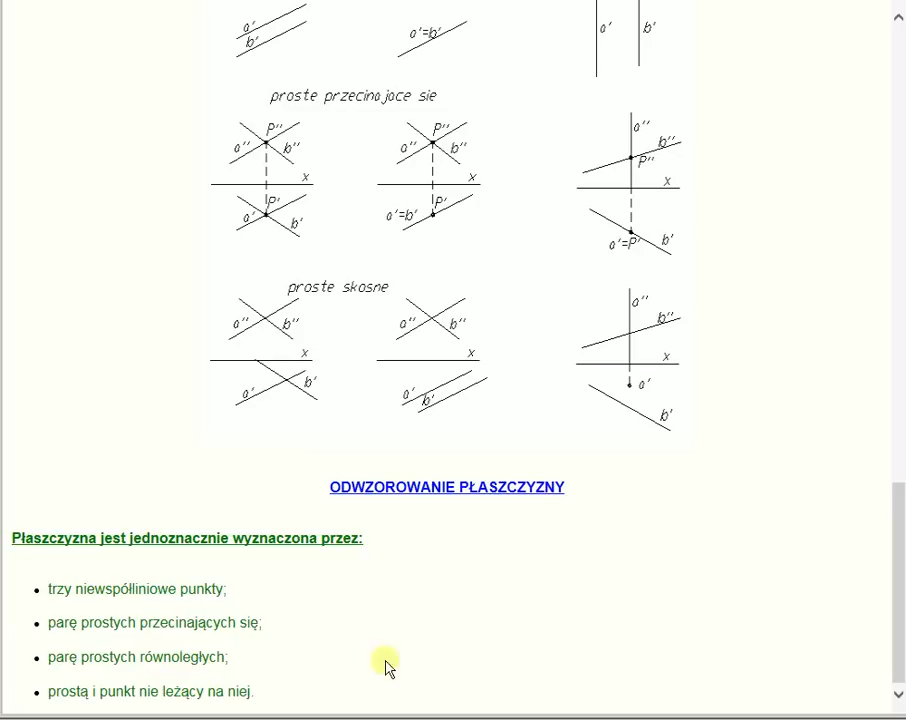 a' b' a'=b' a' b'
proste przecinajace sie
a'' P'' b'' a'' P'' b'' a'' b'' P''
x x x
a' P' b' a'=b' P' a'=P' b'
proste skosne
a'' b'' a'' b'' a'' b''
x x x
a' b' a' b' a' b'
ODWZOROWANIE PŁASZCZYZNY
Płaszczyzna jest jednoznacznie wyznaczona przez:
trzy niewspółliniowe punkty;
parę prostych przecinających się;
parę prostych równoległych;
prostą i punkt nie leżący na niej.